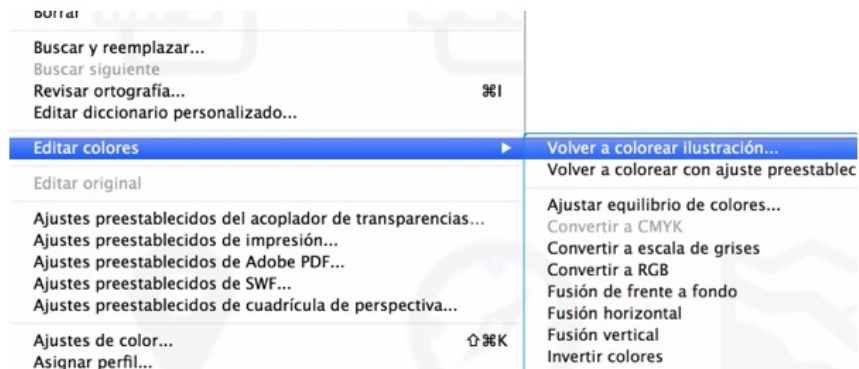 Borrar
Buscar y reemplazar...
Buscar siguiente
Revisar ortografía... ⌘I
Editar diccionario personalizado...
Editar colores ▶
Editar original
Ajustes preestablecidos del acoplador de transparencias...
Ajustes preestablecidos de impresión...
Ajustes preestablecidos de Adobe PDF...
Ajustes preestablecidos de SWF...
Ajustes preestablecidos de cuadrícula de perspectiva...
Ajustes de color... ⇧⌘K
Asignar perfil...
Volver a colorear ilustración...
Volver a colorear con ajuste preestablec
Ajustar equilibrio de colores...
Convertir a CMYK
Convertir a escala de grises
Convertir a RGB
Fusión de frente a fondo
Fusión horizontal
Fusión vertical
Invertir colores